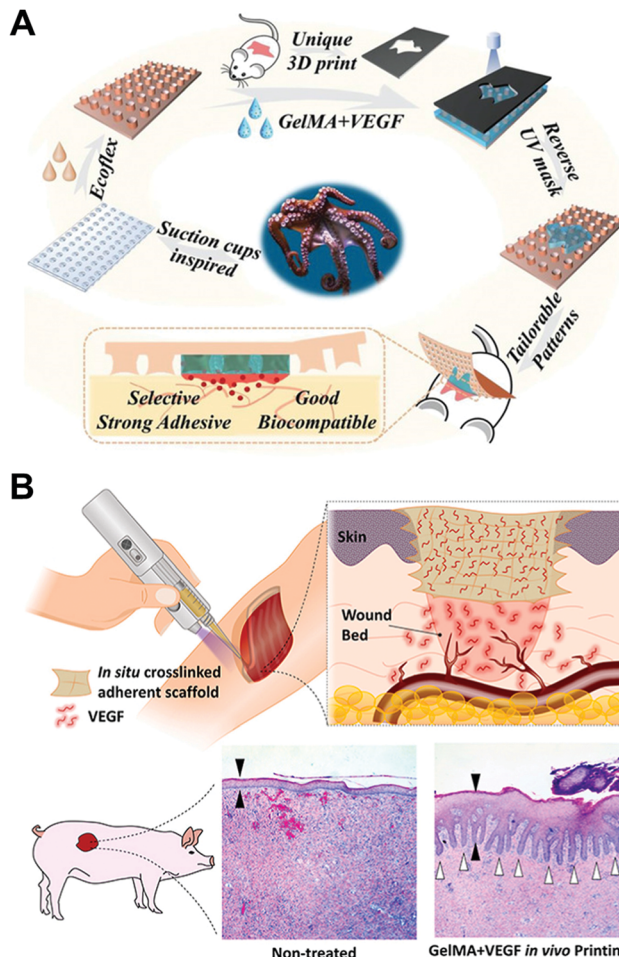 A
Unique
3D print
GelMA+VEGF
Reverse
UV mask
Ecoflex
Suction cups
inspired
Tailorable
Patterns
Selective
Strong Adhesive
Good
Biocompatible
B
Skin
Wound
Bed
In situ crosslinked
adherent scaffold
VEGF
Non-treated
GelMA+VEGF in vivo Printin